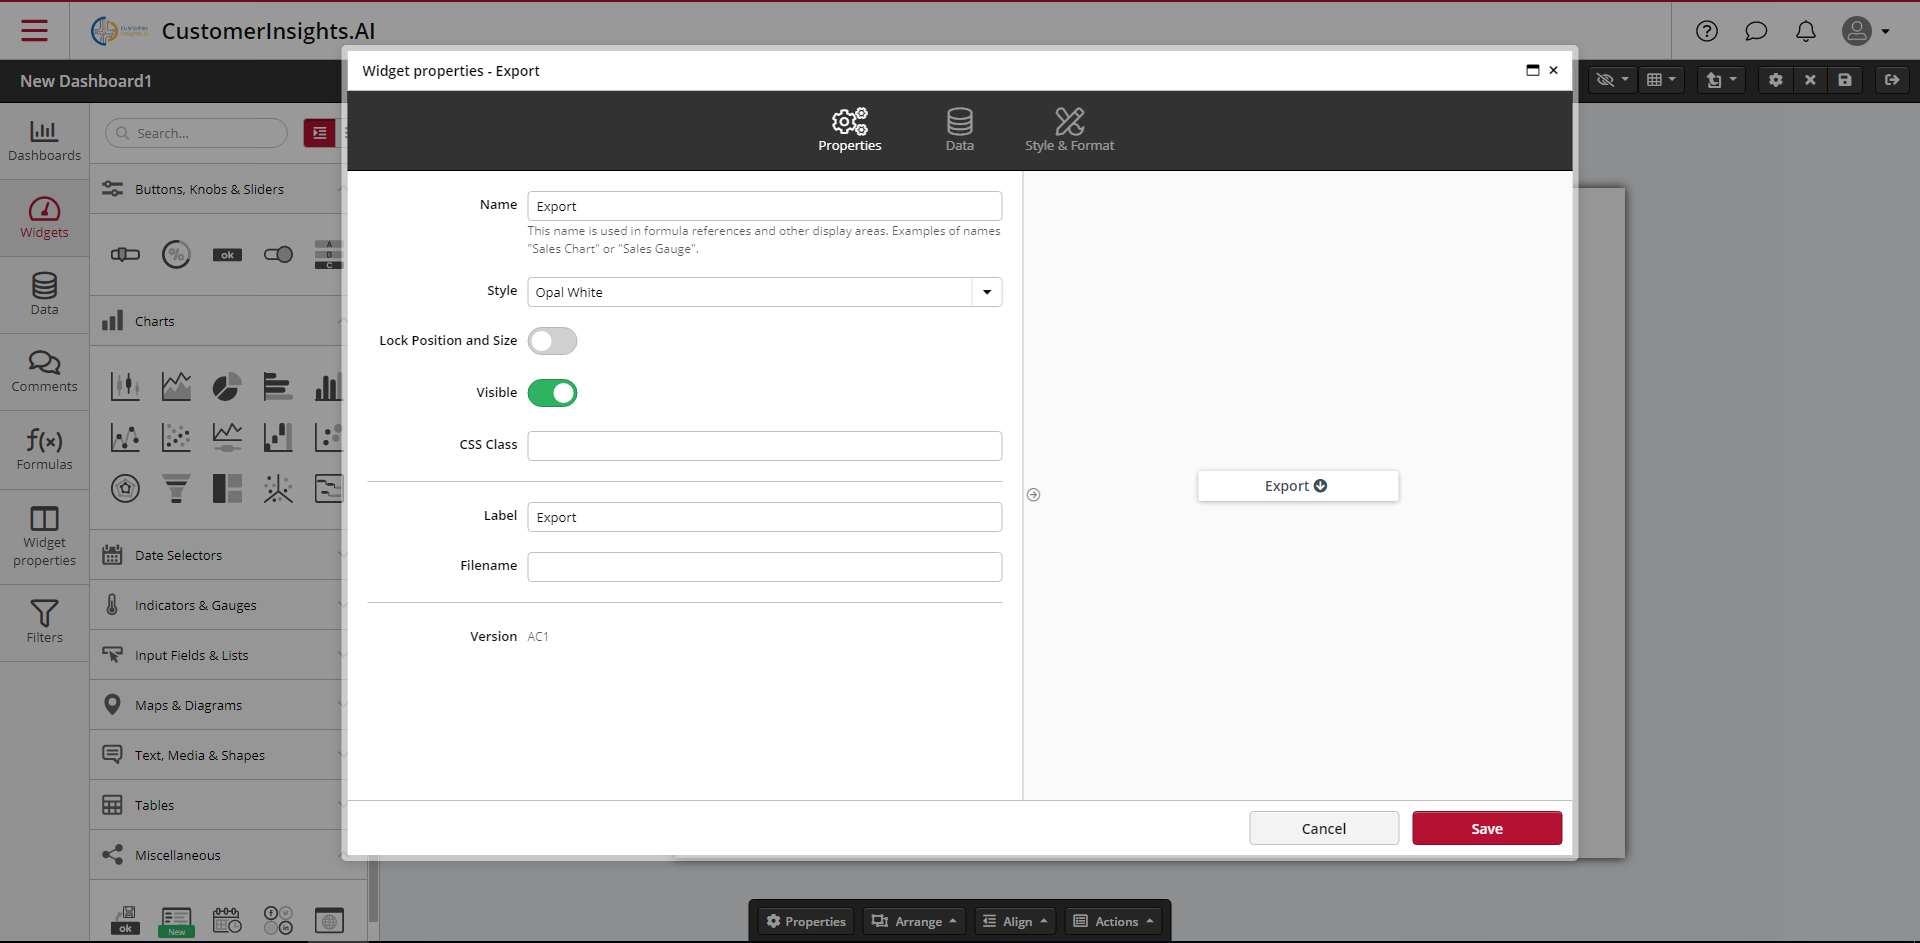 CustomerInsights.AI
New Dashboard1
Widget properties - Export
Dashboards
Widgets
Data
Comments
f(x)
Formulas
Widget
properties
Filters
Search...
Buttons, Knobs & Sliders
%
ok
A
B
C
Charts
Date Selectors
Indicators & Gauges
Input Fields & Lists
Maps & Diagrams
Text, Media & Shapes
Tables
Miscellaneous
ok
New
Properties
Data
Style & Format
Name
Export
This name is used in formula references and other display areas. Examples of names
"Sales Chart" or "Sales Gauge".
Style
Opal White
Lock Position and Size
Visible
CSS Class
Label
Export
Filename
Version
AC1
Export
Cancel
Save
Properties
Arrange
Align
Actions